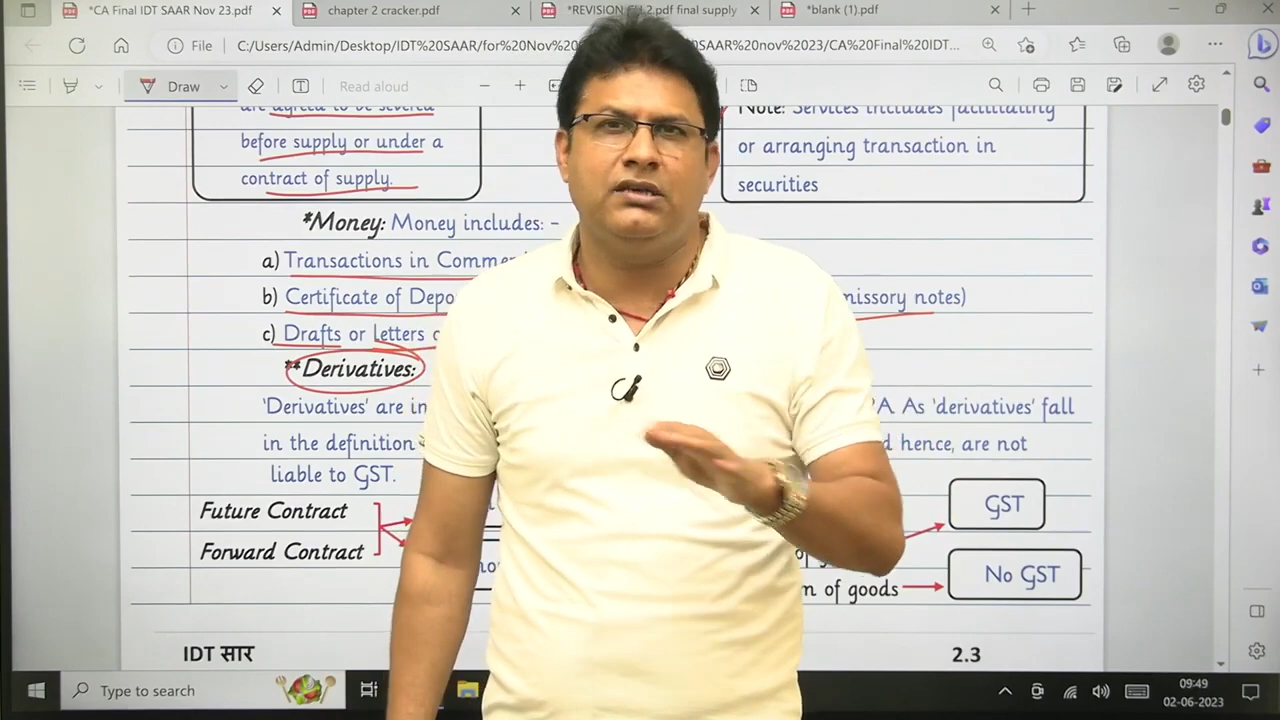 *CA Final IDT SAAR Nov 23.pdf
chapter 2 cracker.pdf
*REVISION 2.pdf final supply
*blank (1).pdf
File C:/Users/Admin/Desktop/IDT%20SAAR/for%20Nov SAAR%20nov%2023/CA%20Final%20IDT...
Draw
Read aloud
are agreed to be severed
before supply or under a
contract of supply.
Note: Services includes facilitating
or arranging transaction in
securities
*Money: Money includes: -
a) Transactions in
b) Certificate of notes)
c) Drafts or letters
**Derivatives:
'Derivatives' are As 'derivatives' fall
in the definition hence, are not
liable to GST.
Future Contract
GST
Forward Contract
of goods
No GST
IDT सार
2.3
Type to search
09:49
02-06-2023